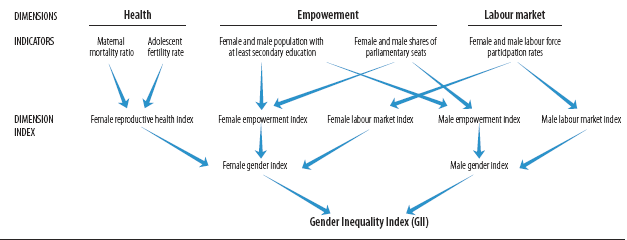 DIMENSIONS Health Empowerment Labour market
INDICATORS Maternal Adolescent Female and male population with Female and male shares of Female and male labour force
mortality ratio fertility rate at least secondary education parliamentary seats participation rates
DIMENSION Female reproductive health index Female empowerment index Female labour market index Male empowerment index Male labour market index
INDEX
Female gender index Male gender index
Gender Inequality Index (GII)